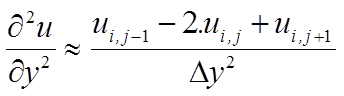 ∂²u/∂y² ≈ (u_{i,j−1} − 2.u_{i,j} + u_{i,j+1})/Δy²